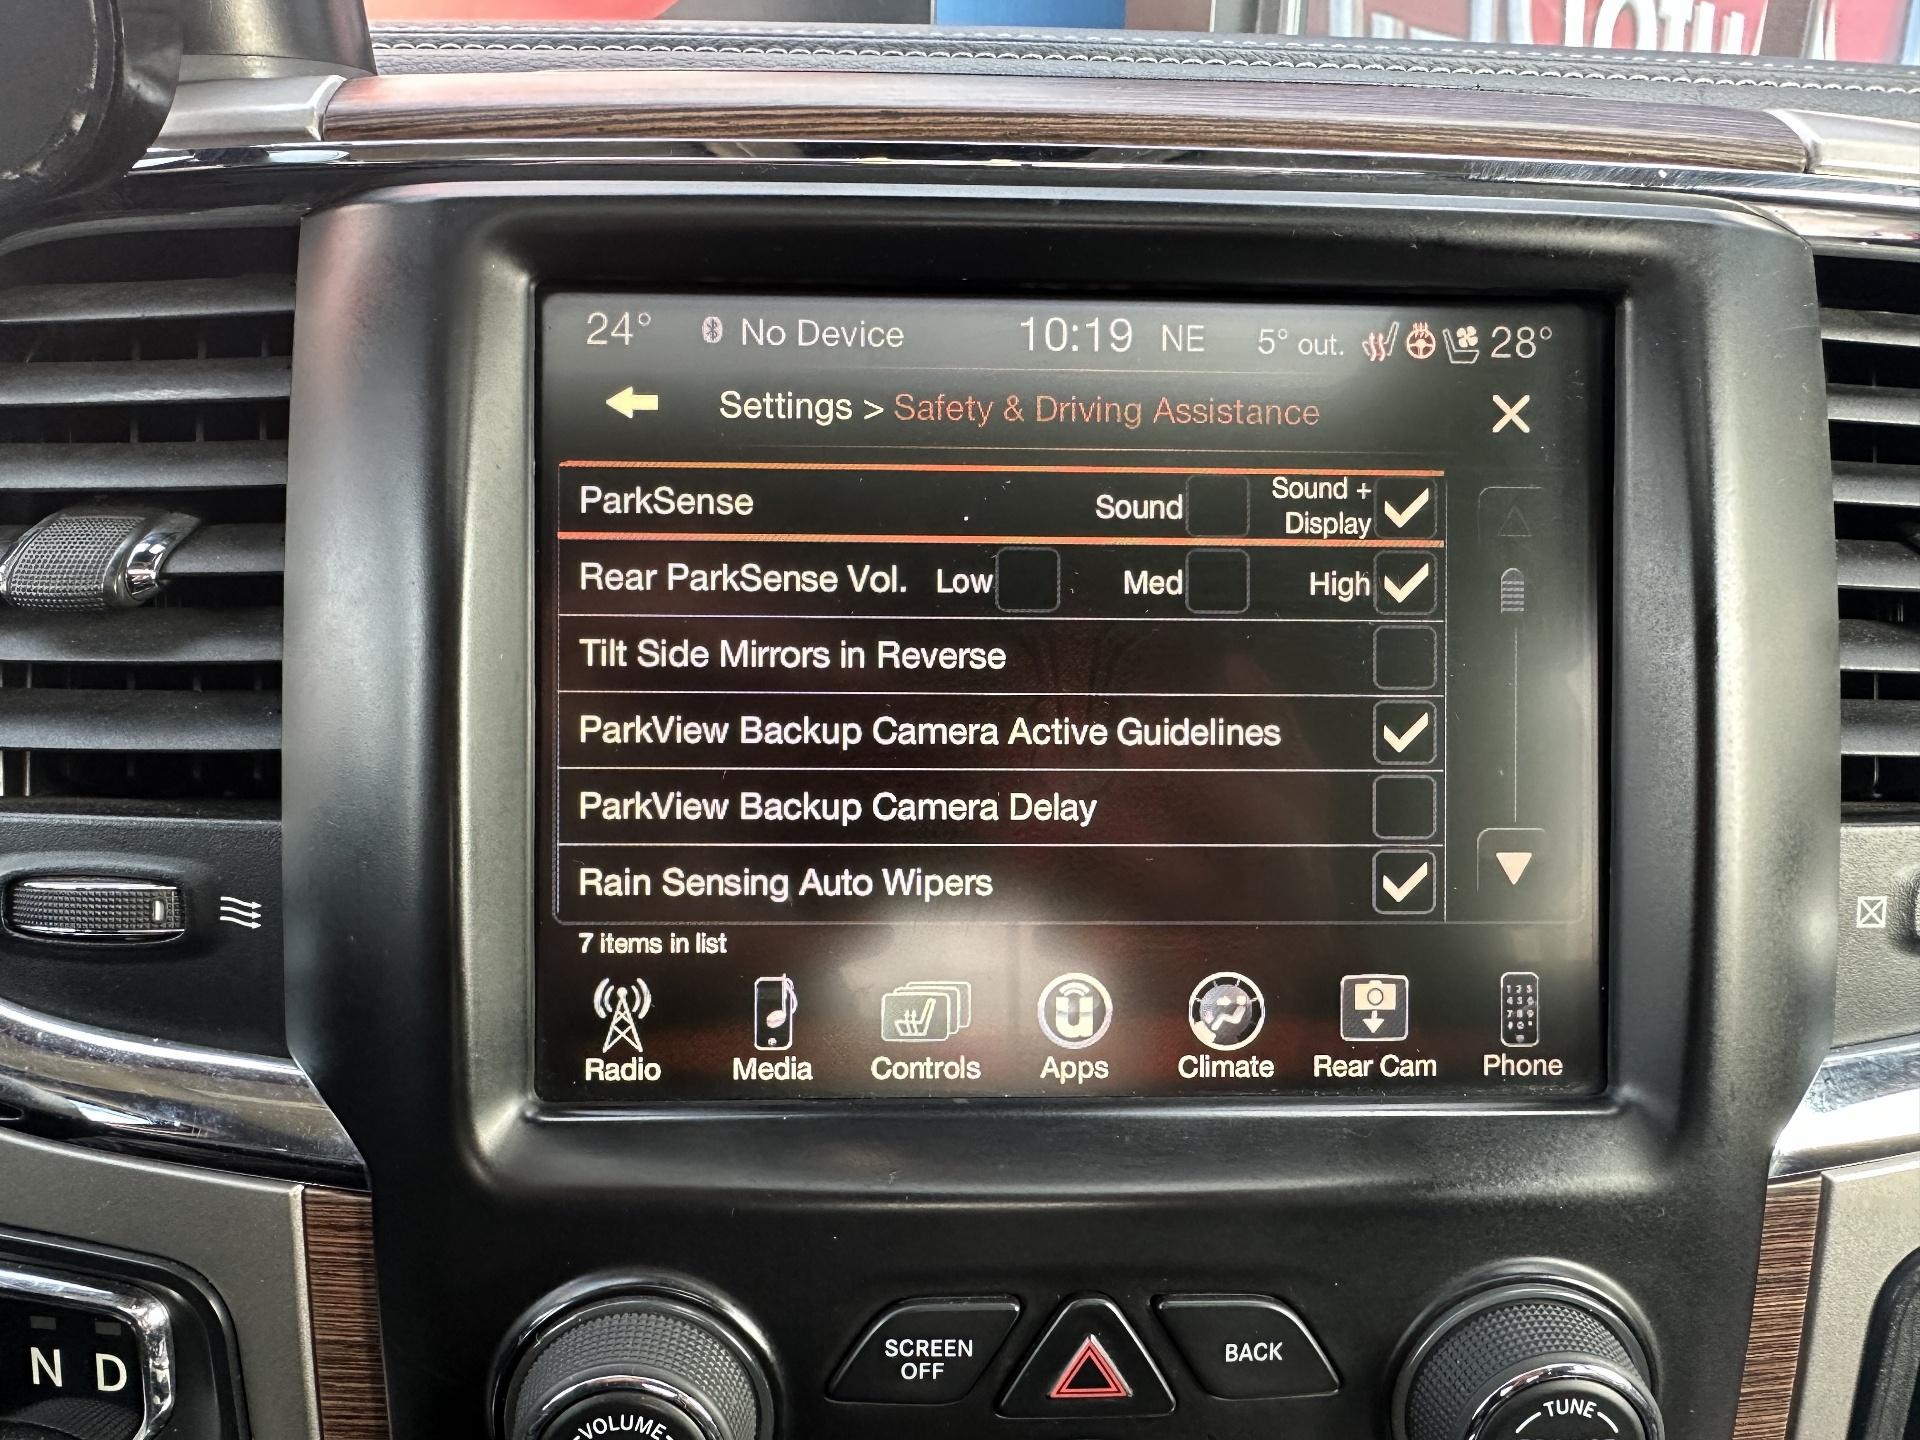 24° No Device 10:19 NE 5° out. 28°
Settings > Safety & Driving Assistance
ParkSense Sound Sound + Display
Rear ParkSense Vol. Low Med High
Tilt Side Mirrors in Reverse
ParkView Backup Camera Active Guidelines
ParkView Backup Camera Delay
Rain Sensing Auto Wipers
7 items in list
Radio Media Controls Apps Climate Rear Cam Phone
N D
SCREEN OFF
BACK
VOLUME
TUNE